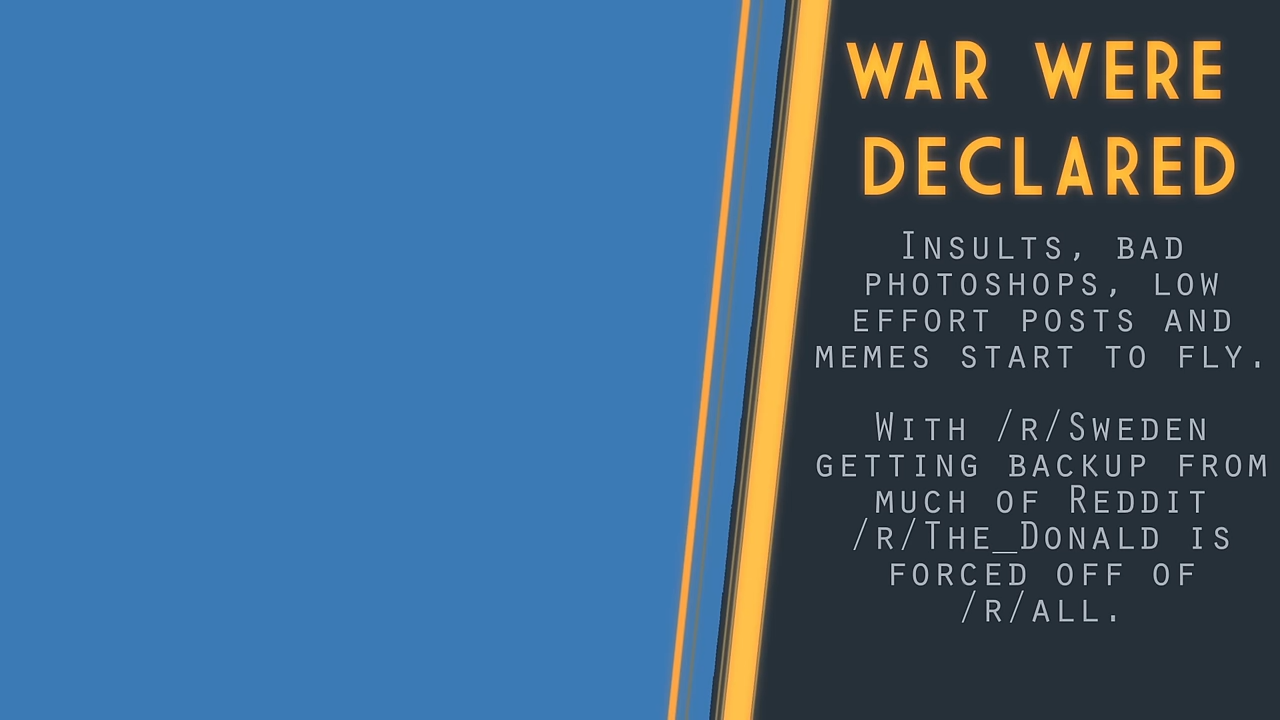 WAR WERE
DECLARED
Insults, bad
photoshops, low
effort posts and
memes start to fly.
With /r/Sweden
getting backup from
much of Reddit
/r/The_Donald is
forced off of
/r/all.